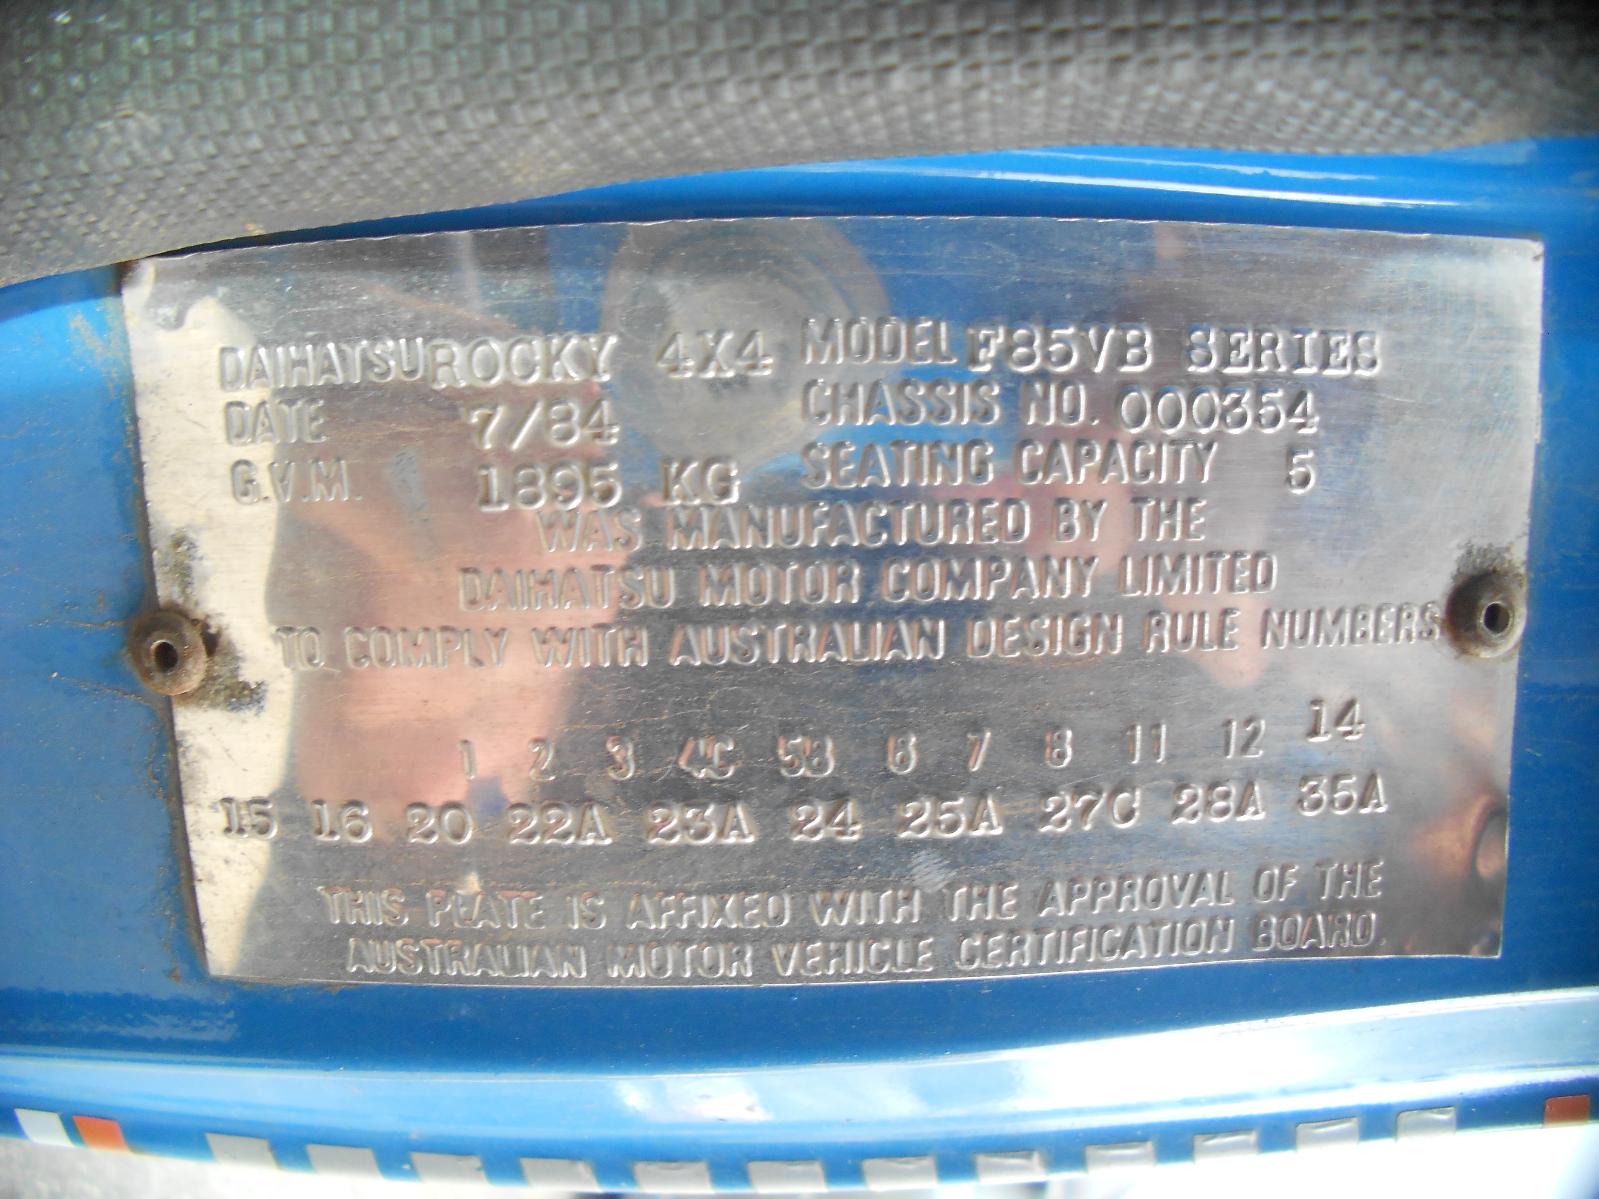 DAIHATSU ROCKY 4X4 MODEL F85VB SERIES
DATE 7/84 CHASSIS NO. 000354
G.V.M. 1895 KG SEATING CAPACITY 5
WAS MANUFACTURED BY THE
DAIHATSU MOTOR COMPANY LIMITED
TO COMPLY WITH AUSTRALIAN DESIGN RULE NUMBERS
1 2 3 4C 5B 6 7 8 11 12 14
15 16 20 22A 23A 24 25A 27C 28A 35A
THIS PLATE IS AFFIXED WITH THE APPROVAL OF THE
AUSTRALIAN MOTOR VEHICLE CERTIFICATION BOARD.